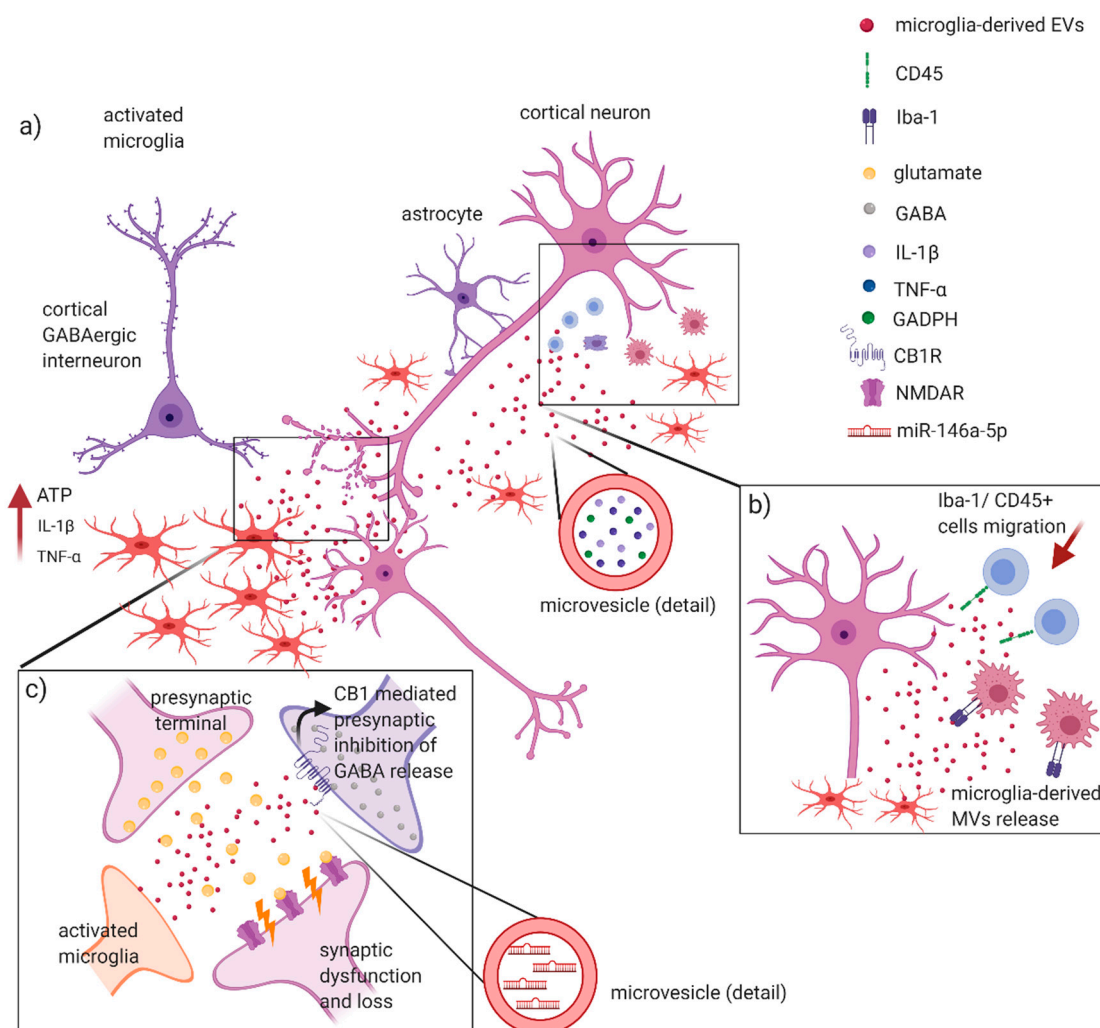 microglia-derived EVs
CD45
Iba-1
glutamate
GABA
IL-1β
TNF-α
GADPH
CB1R
NMDAR
miR-146a-5p
a)
activated
microglia
cortical neuron
astrocyte
cortical
GABAergic
interneuron
ATP
IL-1β
TNF-α
microvesicle (detail)
b)
Iba-1/ CD45+
cells migration
microglia-derived
MVs release
c)
presynaptic
terminal
CB1 mediated
presynaptic
inhibition of
GABA release
activated
microglia
synaptic
dysfunction
and loss
microvesicle (detail)